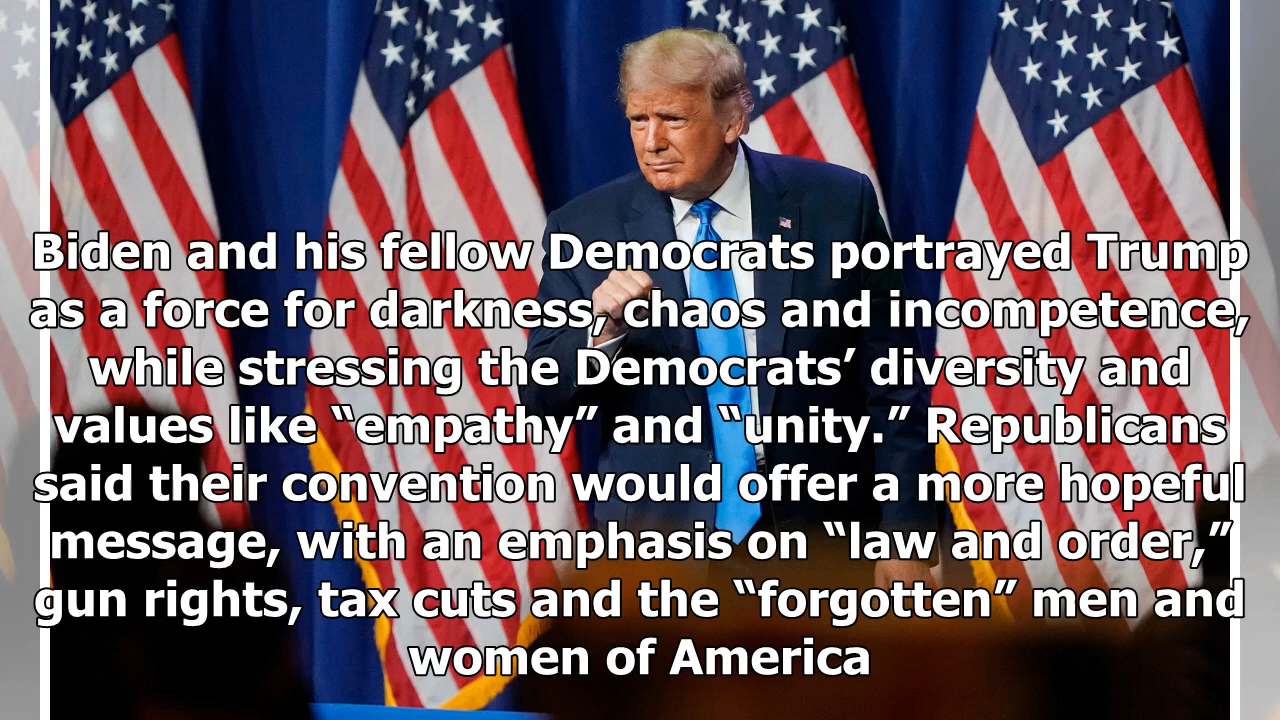 Biden and his fellow Democrats portrayed Trump
as a force for darkness, chaos and incompetence,
while stressing the Democrats’ diversity and
values like “empathy” and “unity.” Republicans
said their convention would offer a more hopeful
message, with an emphasis on “law and order,”
gun rights, tax cuts and the “forgotten” men and
women of America